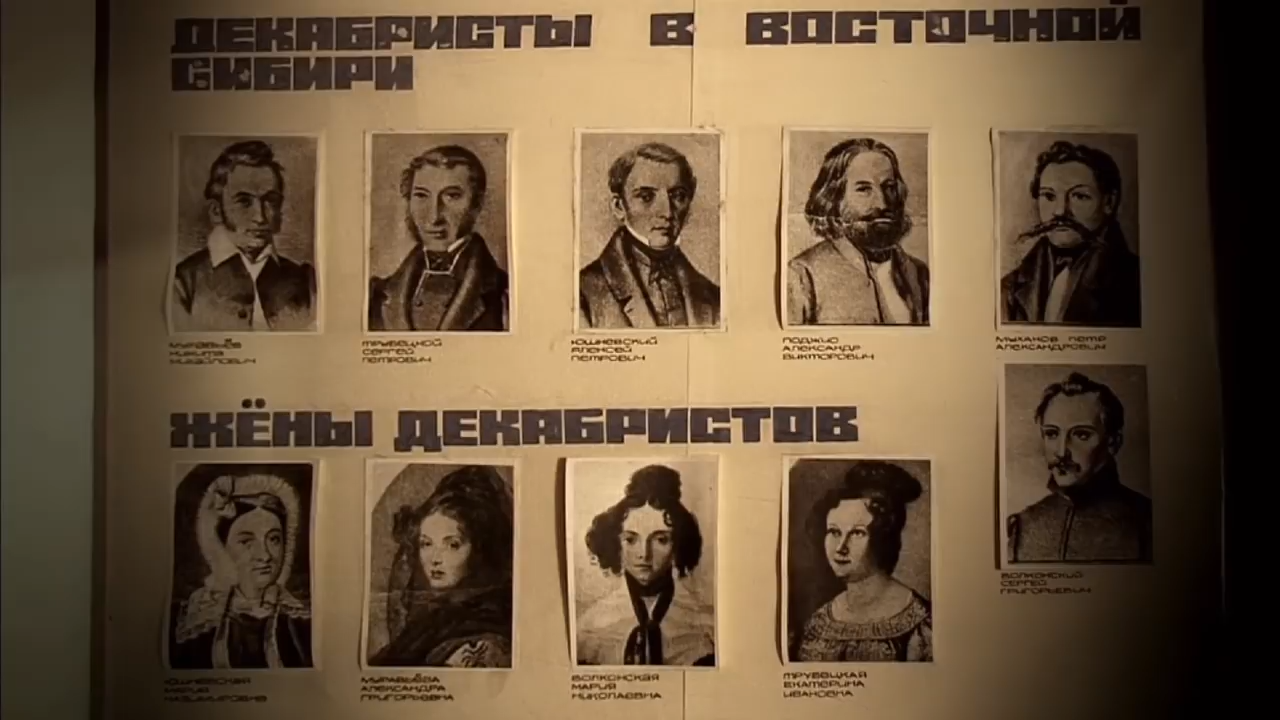 ДЕКАБРИСТЫ В ВОСТОЧНОЙ
СИБИРИ
МУРАВЬЁВ
НИКИТА
МИХАЙЛОВИЧ
ТРУБЕЦКОЙ
СЕРГЕЙ
ПЕТРОВИЧ
ЮШНЕВСКИЙ
АЛЕКСЕЙ
ПЕТРОВИЧ
ПОДЖИО
АЛЕКСАНДР
ВИКТОРОВИЧ
МУХАНОВ ПЕТР
АЛЕКСАНДРОВИЧ
ЖЁНЫ ДЕКАБРИСТОВ
ВОЛКОНСКИЙ
СЕРГЕЙ
ГРИГОРЬЕВИЧ
ЮШНЕВСКАЯ
МАРИЯ
КАЗИМИРОВНА
МУРАВЬЁВА
АЛЕКСАНДРА
ГРИГОРЬЕВНА
ВОЛКОНСКАЯ
МАРИЯ
НИКОЛАЕВНА
ТРУБЕЦКАЯ
ЕКАТЕРИНА
ИВАНОВНА